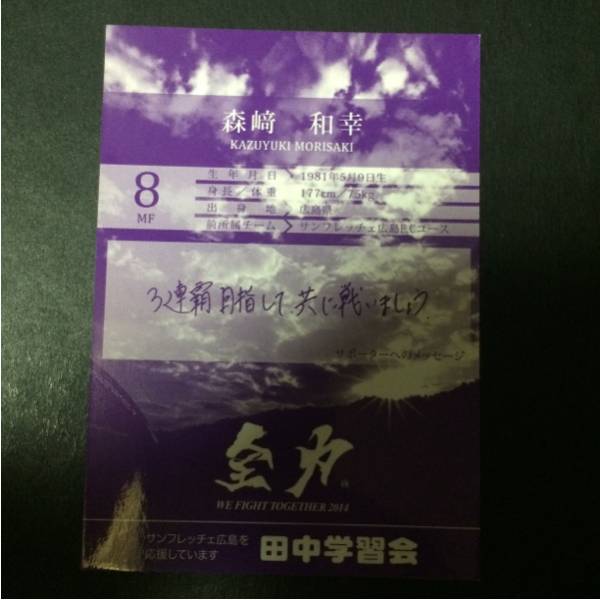 森﨑 和幸
KAZUYUKI MORISAKI
8
MF
生年月日 1981年5月9日生
身長／体重 177cm／75kg
出身地 広島県
前所属チーム サンフレッチェ広島F.Cユース
3連覇目指して、共に戦いましょう。
サポーターへのメッセージ
全力
WE FIGHT TOGETHER 2014
サンフレッチェ広島を
応援しています
田中学習会